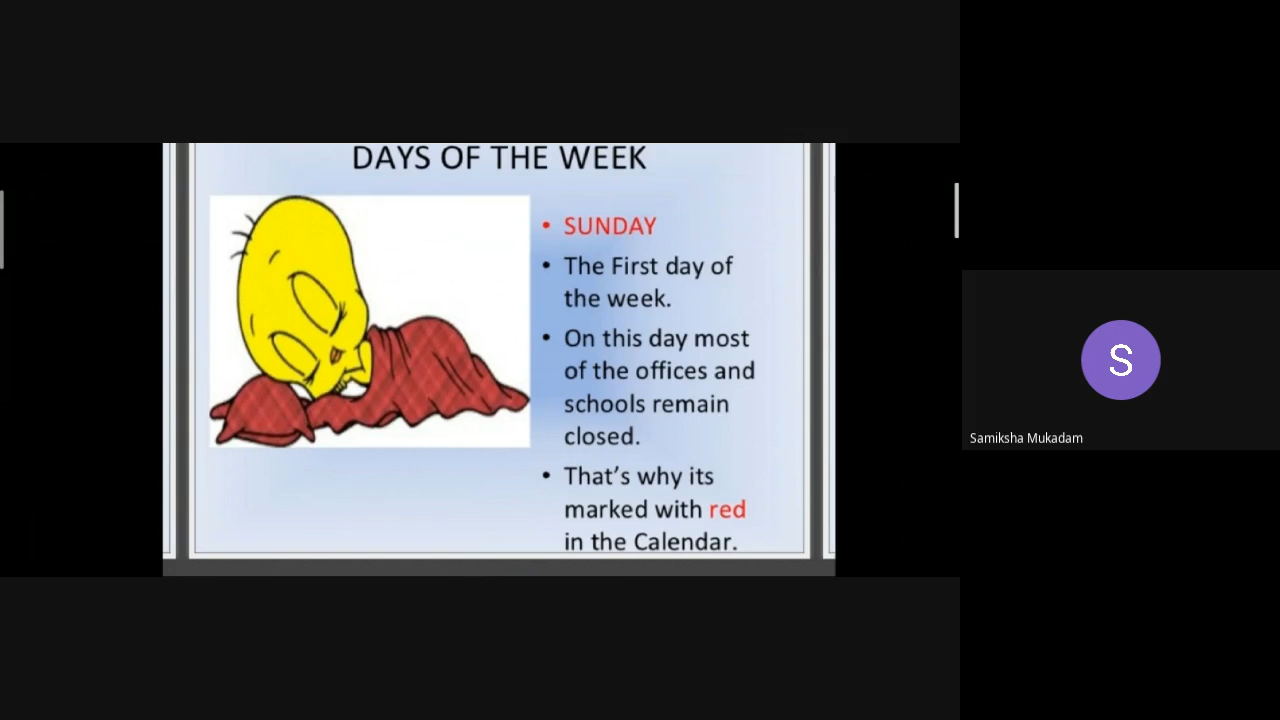 DAYS OF THE WEEK
• SUNDAY
• The First day of
the week.
• On this day most
of the offices and
schools remain
closed.
• That's why its
marked with red
in the Calendar.
S
Samiksha Mukadam